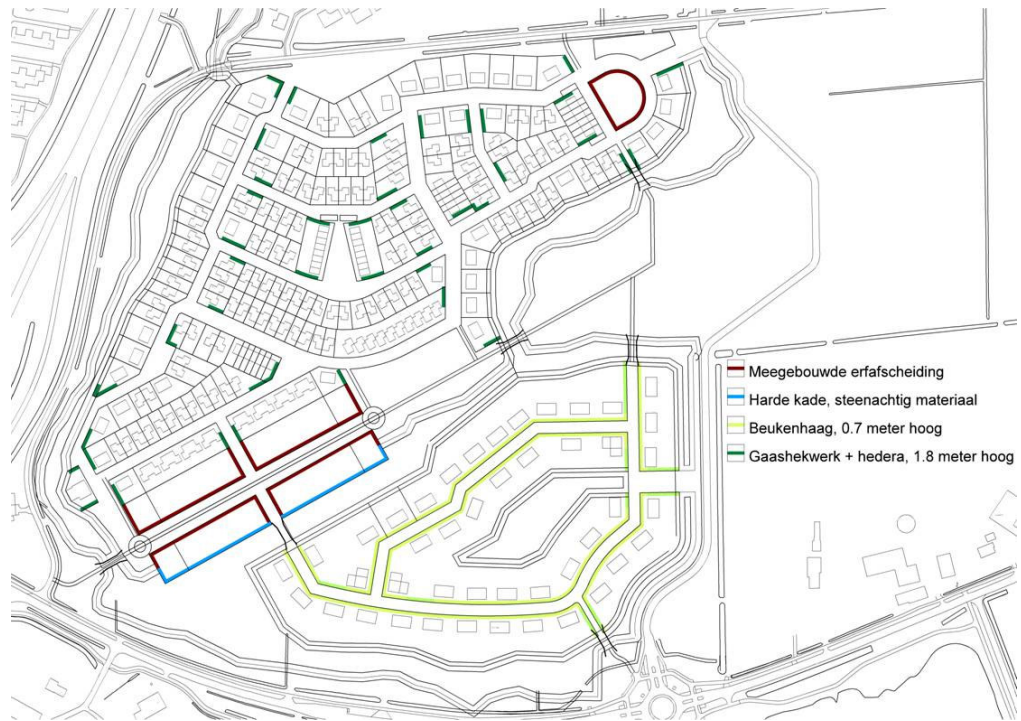 Meegebouwde erfafscheiding
Harde kade, steenachtig materiaal
Beukenhaag, 0.7 meter hoog
Gaashekwerk + hedera, 1.8 meter hoog